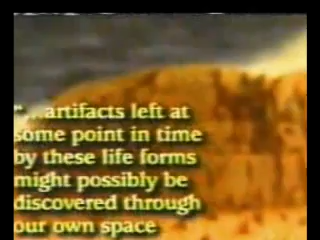 "...artifacts left at
some point in time
by these life forms
might possibly be
discovered through
our own space